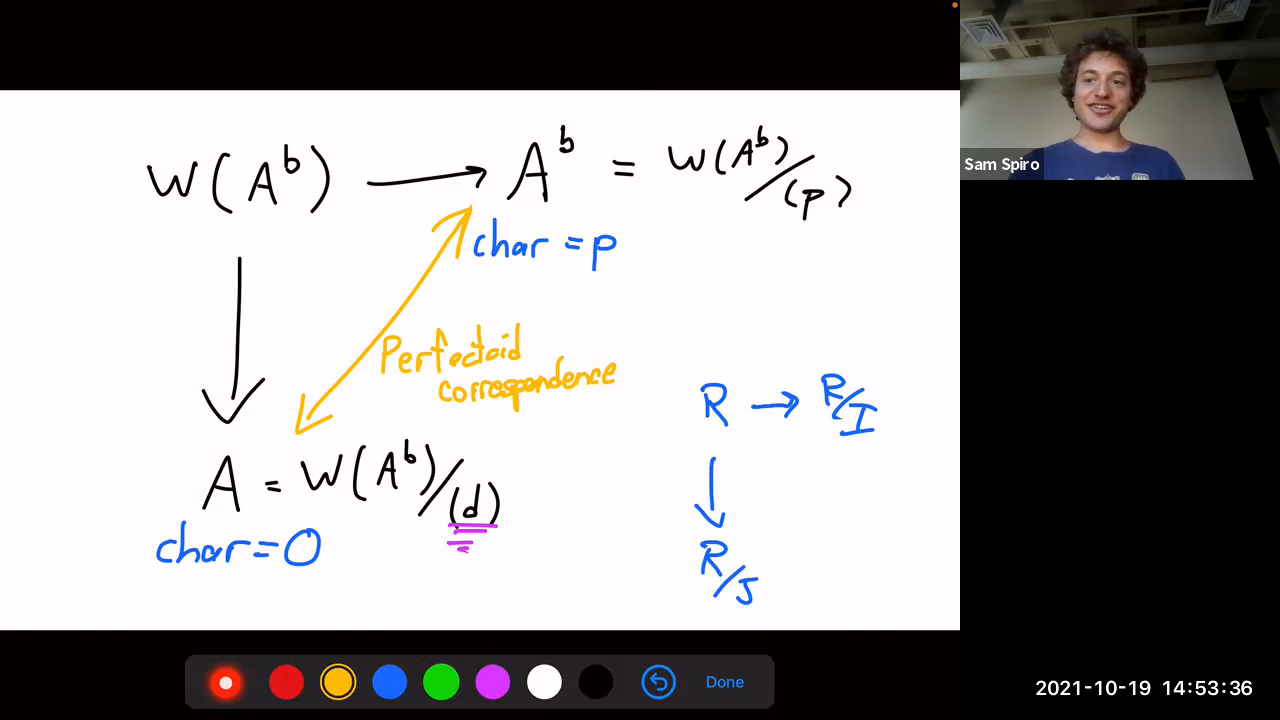 W(A^b) → A^b = W(A^b)/(p)
char = p
Perfectoid
correspondence
A = W(A^b)/(d)
char = 0
R → R/I
R/J
Sam Spiro
Done
2021-10-19 14:53:36